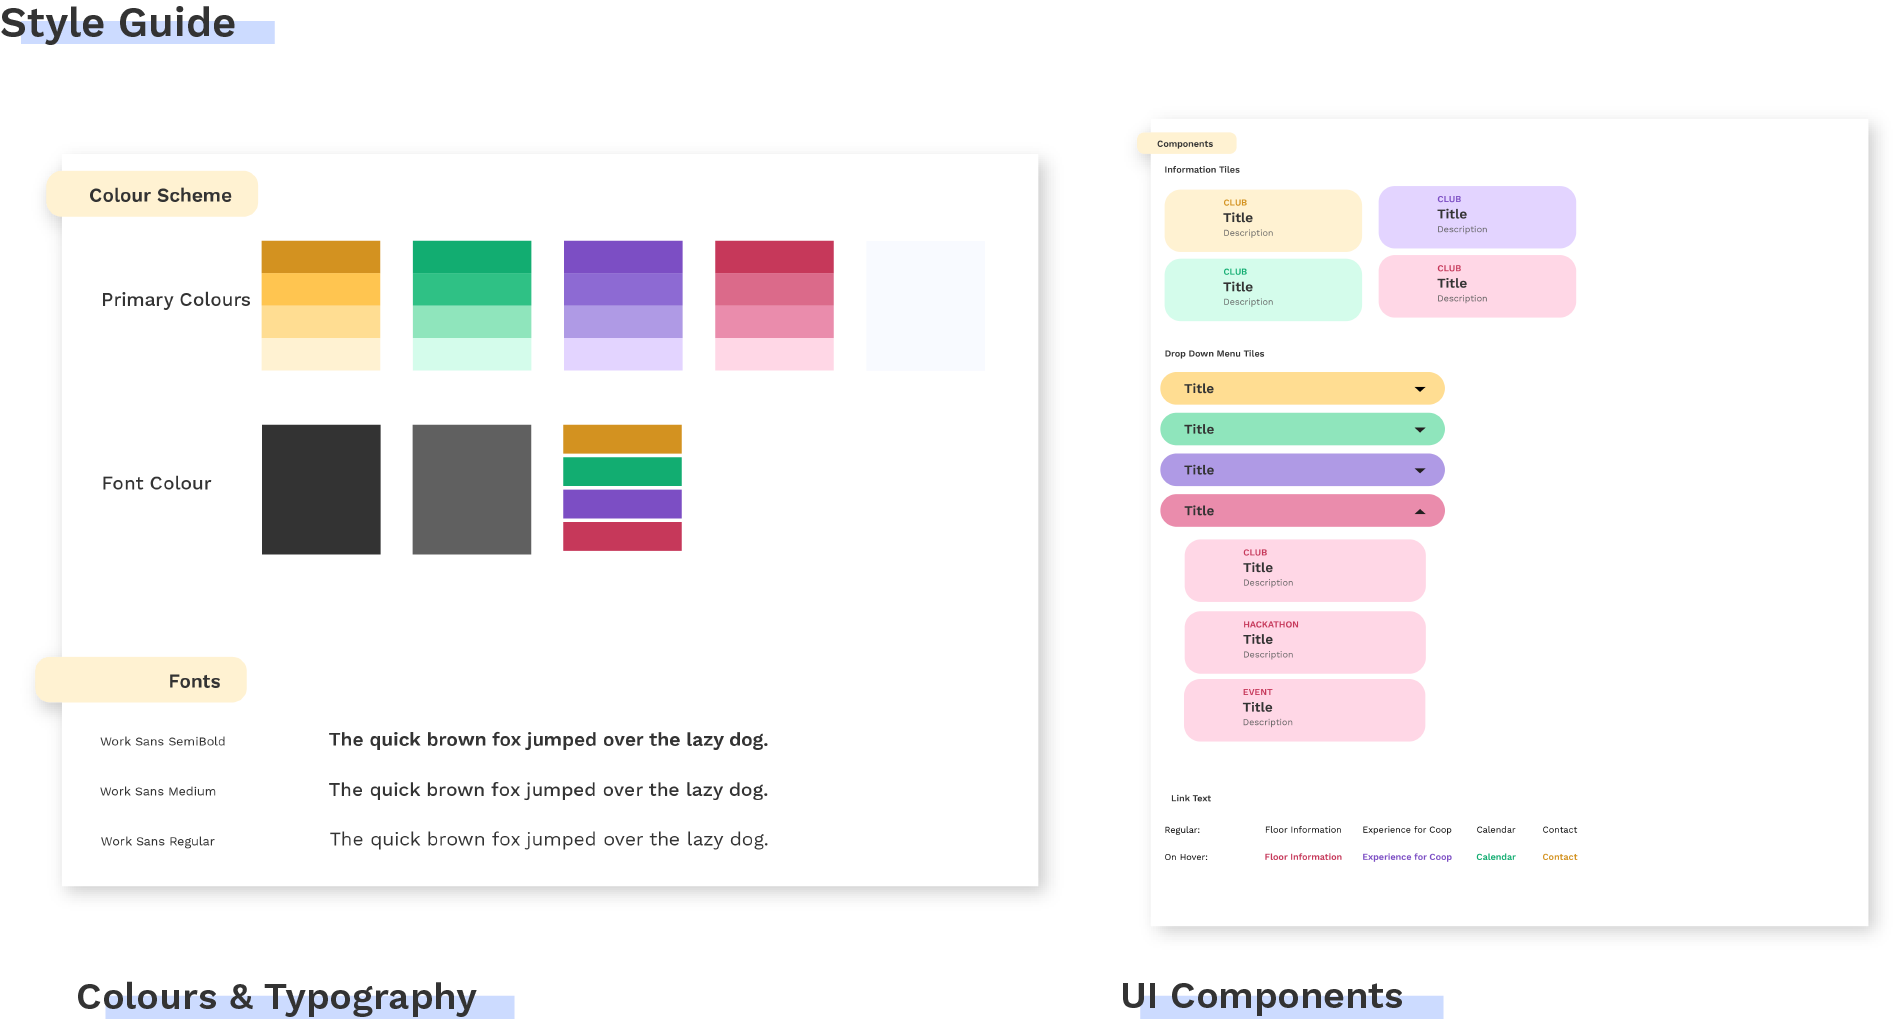 Style Guide
Colour Scheme
Primary Colours
Font Colour
Fonts
Work Sans SemiBold
The quick brown fox jumped over the lazy dog.
Work Sans Medium
The quick brown fox jumped over the lazy dog.
Work Sans Regular
The quick brown fox jumped over the lazy dog.
Colours & Typography
Components
Information Tiles
CLUB
Title
Description
CLUB
Title
Description
CLUB
Title
Description
CLUB
Title
Description
Drop Down Menu Tiles
Title
Title
Title
Title
CLUB
Title
Description
HACKATHON
Title
Description
EVENT
Title
Description
Link Text
Regular: Floor Information Experience for Coop Calendar Contact
On Hover: Floor Information Experience for Coop Calendar Contact
UI Components